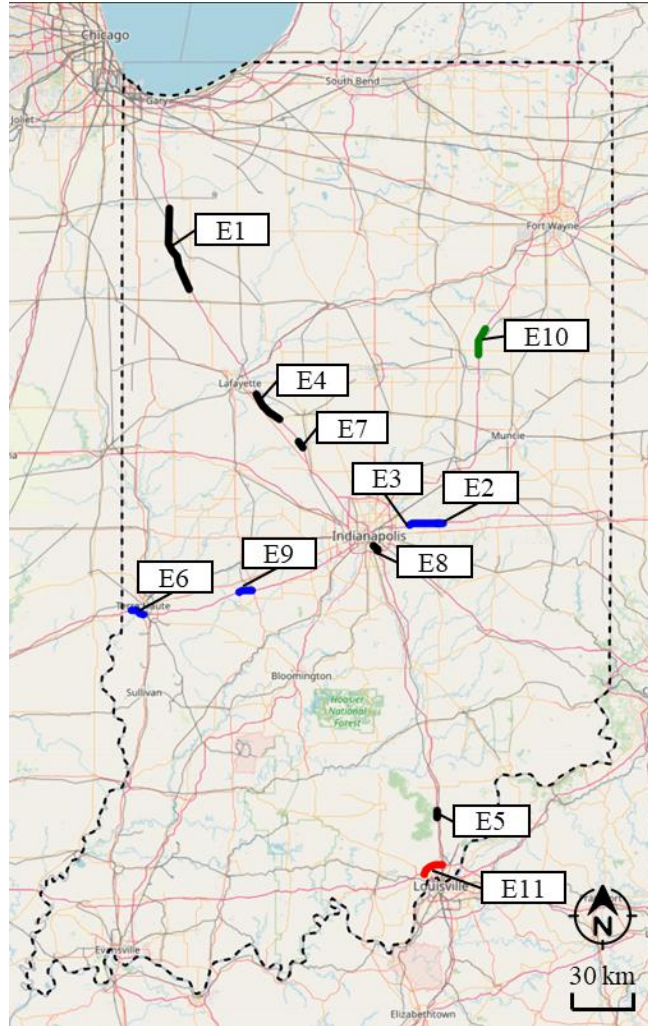 Chicago
South Bend
Gary
Joliet
E1
Fort Wayne
E10
Lafayette
E4
E7
Muncie
E3
E2
Indianapolis
E8
E9
E6
Terre Haute
Bloomington
Sullivan
Hoosier
National
Forest
E5
E11
Louisville
N
Evansville
30 km
Elizabethtown